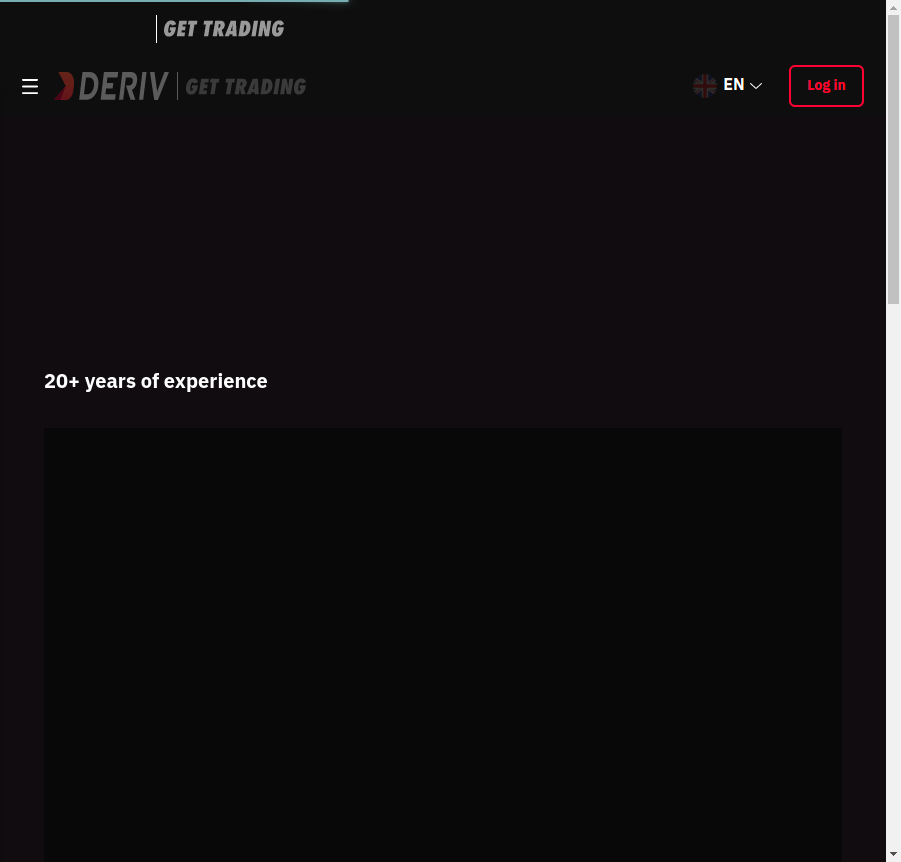 GET TRADING
DERIV GET TRADING
EN
Log in
20+ years of experience